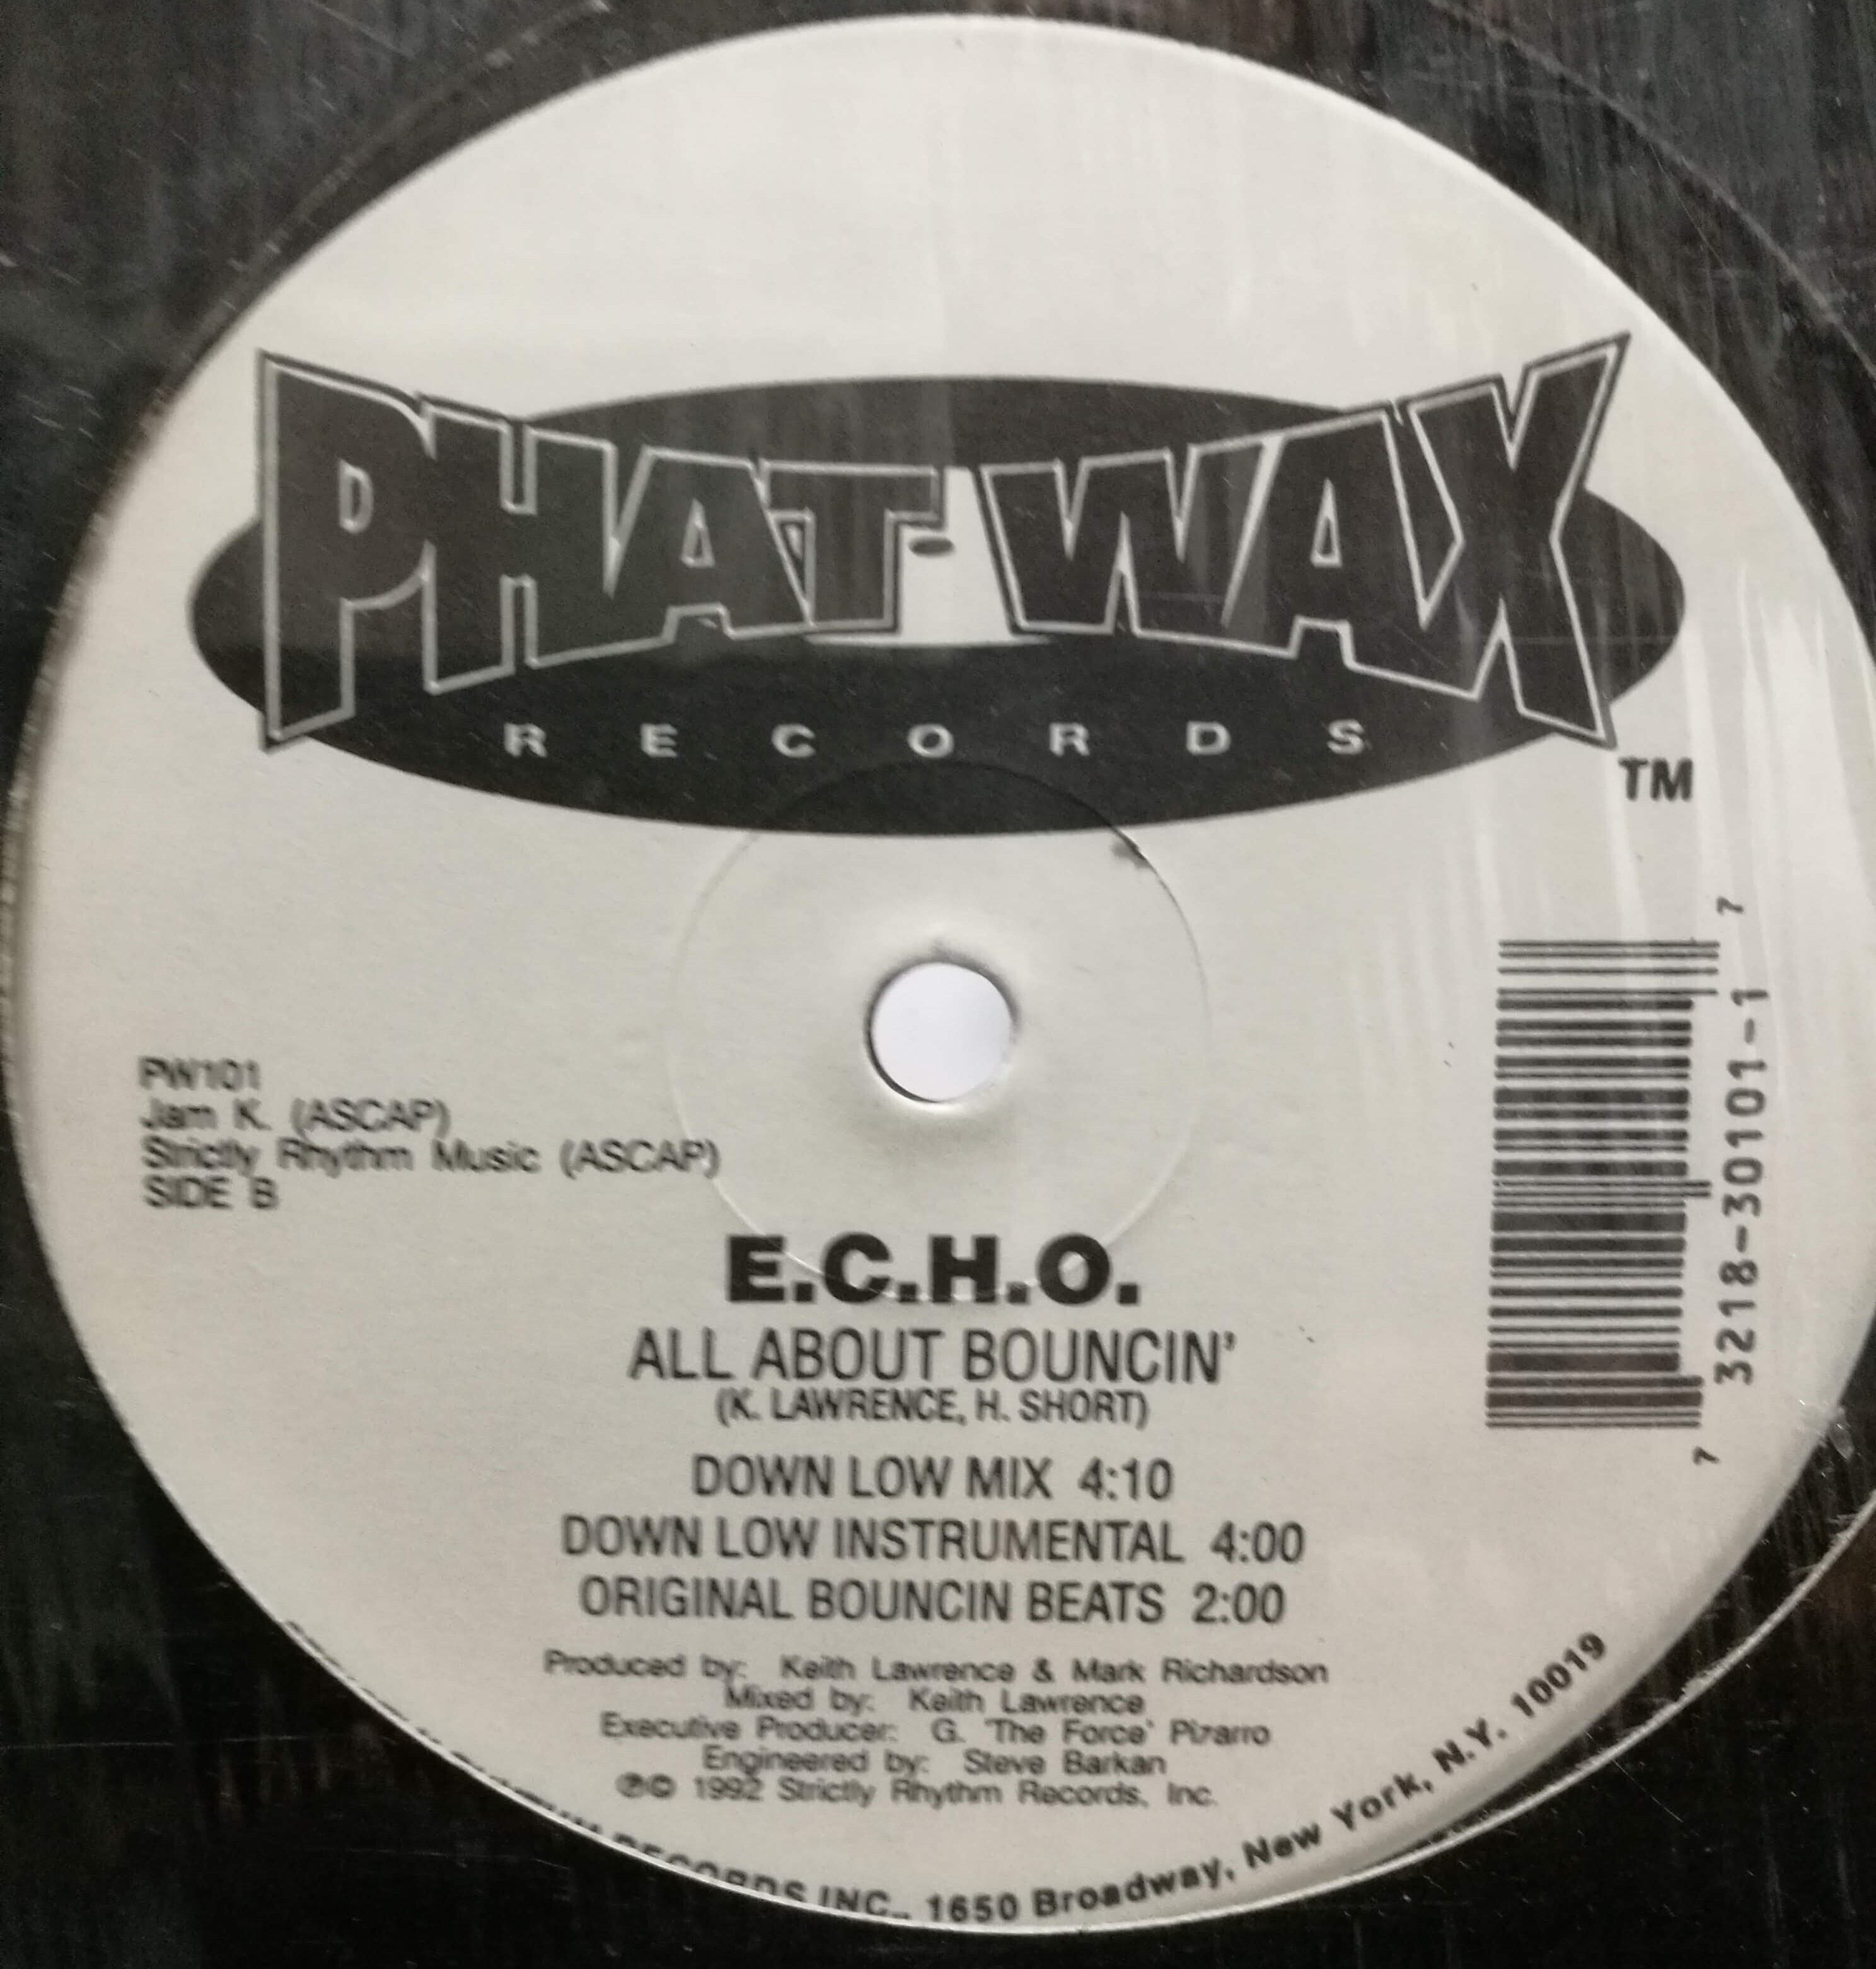 PHAT·WAX
RECORDS
TM
PW101
Jam K. (ASCAP)
Strictly Rhythm Music (ASCAP)
SIDE B
7 3218-30101-1 7
E.C.H.O.
ALL ABOUT BOUNCIN'
(K. LAWRENCE, H. SHORT)
DOWN LOW MIX 4:10
DOWN LOW INSTRUMENTAL 4:00
ORIGINAL BOUNCIN BEATS 2:00
Produced by: Keith Lawrence & Mark Richardson
Mixed by: Keith Lawrence
Executive Producer: G. 'The Force' Pizarro
Engineered by: Steve Barkan
℗© 1992 Strictly Rhythm Records, Inc.
RECORDS INC., 1650 Broadway, New York, N.Y. 10019